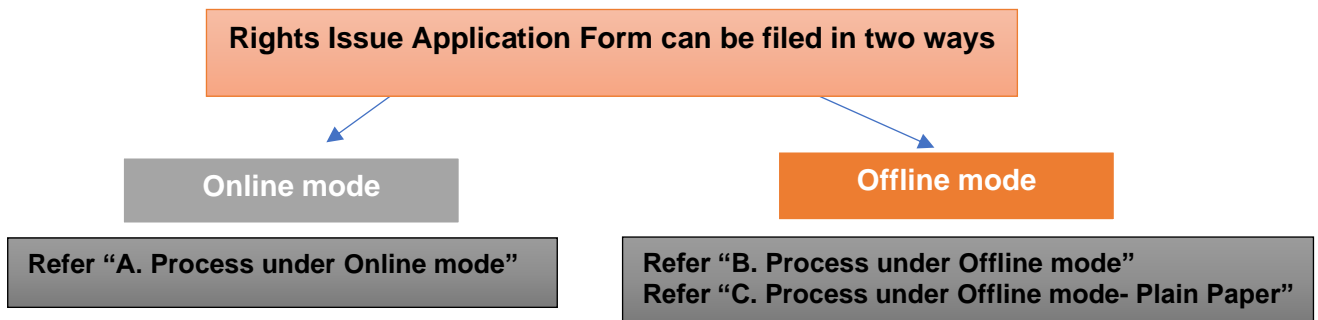 Rights Issue Application Form can be filed in two ways
Online mode
Offline mode
Refer “A. Process under Online mode”
Refer “B. Process under Offline mode”
Refer “C. Process under Offline mode- Plain Paper”